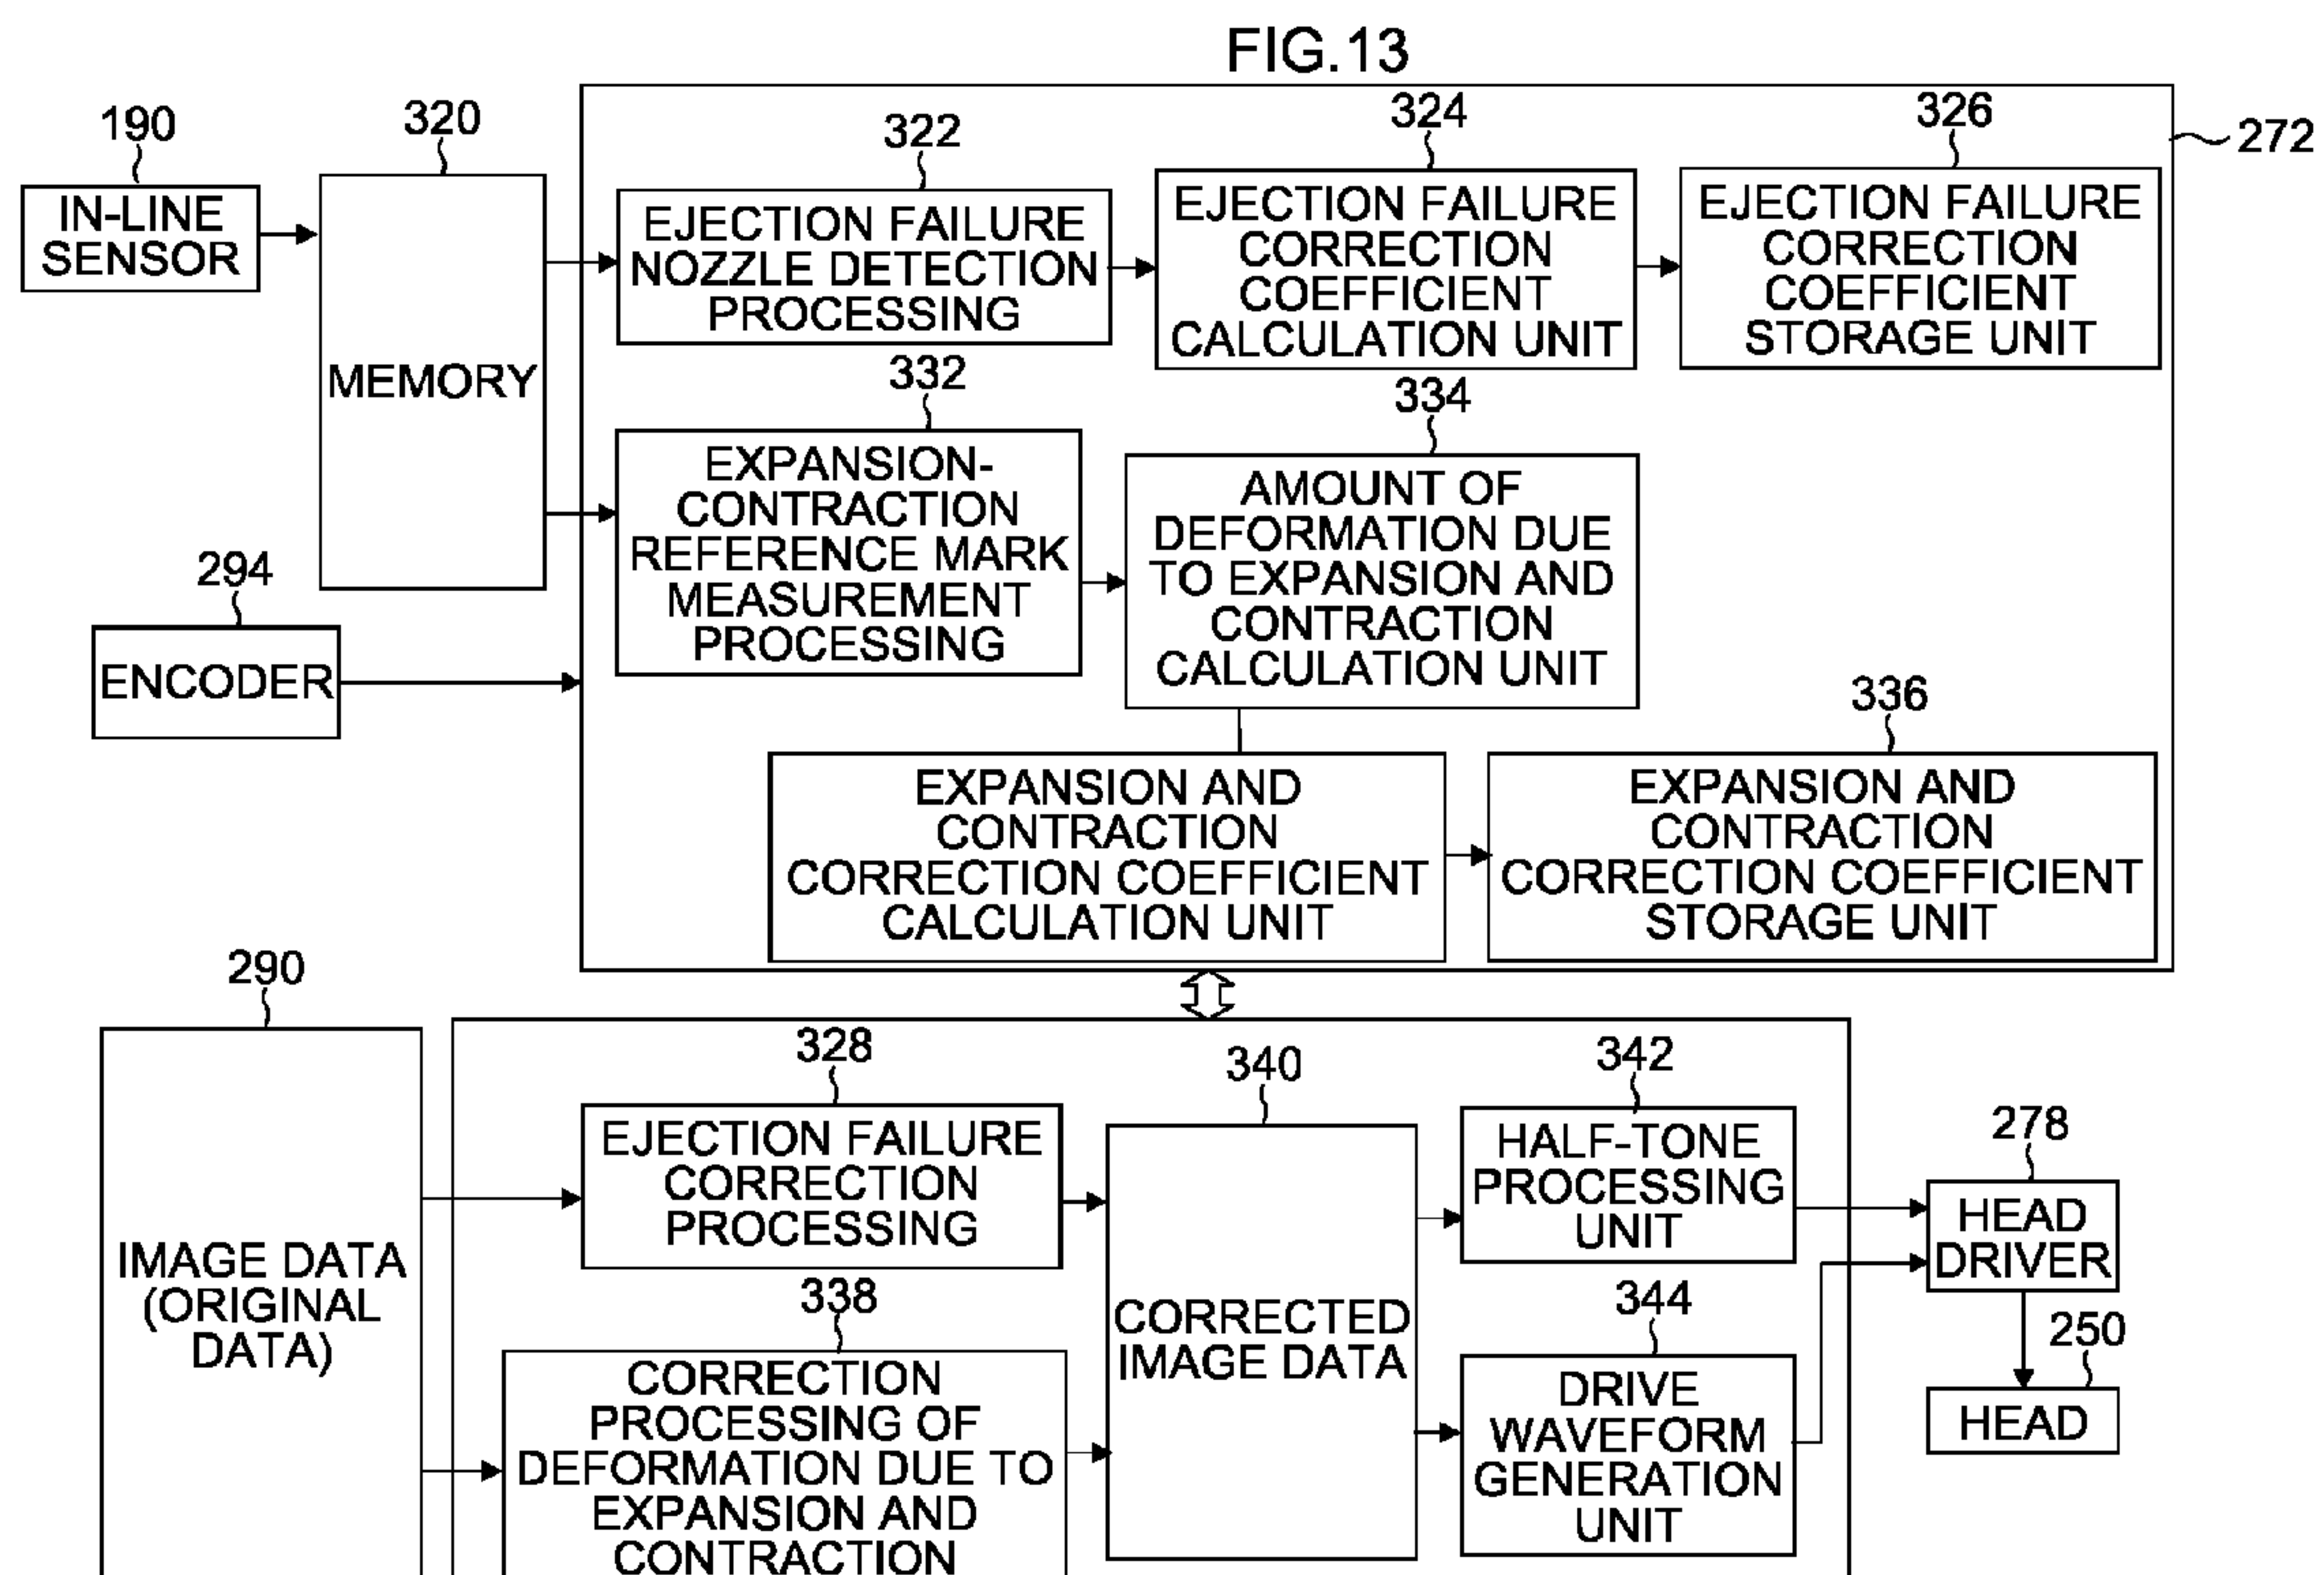 FIG.13
190
320
322
324
326
272
IN-LINE
SENSOR
MEMORY
EJECTION FAILURE
NOZZLE DETECTION
PROCESSING
EJECTION FAILURE
CORRECTION
COEFFICIENT
CALCULATION UNIT
EJECTION FAILURE
CORRECTION
COEFFICIENT
STORAGE UNIT
332
334
EXPANSION-
CONTRACTION
REFERENCE MARK
MEASUREMENT
PROCESSING
AMOUNT OF
DEFORMATION DUE
TO EXPANSION AND
CONTRACTION
CALCULATION UNIT
294
ENCODER
336
EXPANSION AND
CONTRACTION
CORRECTION COEFFICIENT
CALCULATION UNIT
EXPANSION AND
CONTRACTION
CORRECTION COEFFICIENT
STORAGE UNIT
290
328
340
342
278
IMAGE DATA
(ORIGINAL
DATA)
EJECTION FAILURE
CORRECTION
PROCESSING
338
CORRECTION
PROCESSING OF
DEFORMATION DUE TO
EXPANSION AND
CONTRACTION
CORRECTED
IMAGE DATA
HALF-TONE
PROCESSING
UNIT
344
DRIVE
WAVEFORM
GENERATION
UNIT
HEAD
DRIVER
250
HEAD